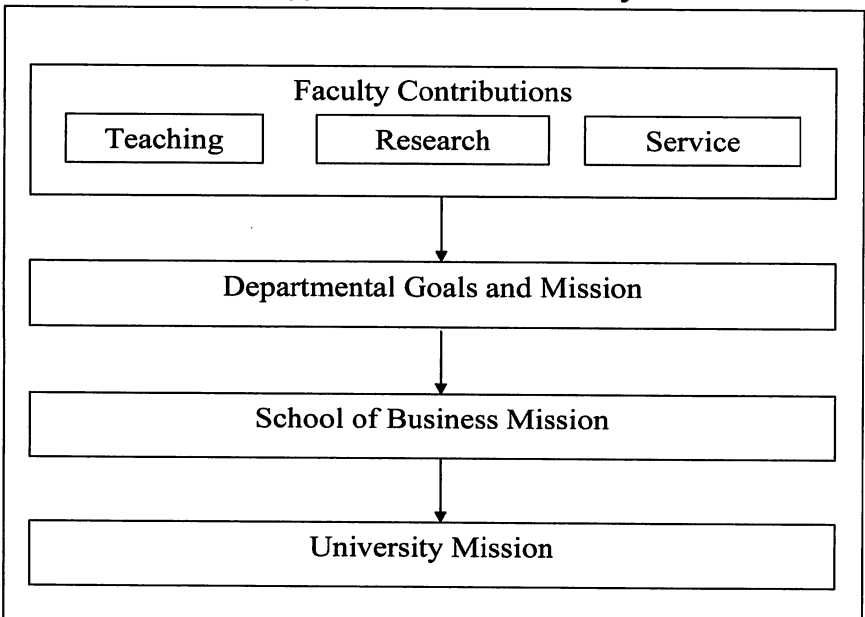 Faculty Contributions
Teaching Research Service
Departmental Goals and Mission
School of Business Mission
University Mission